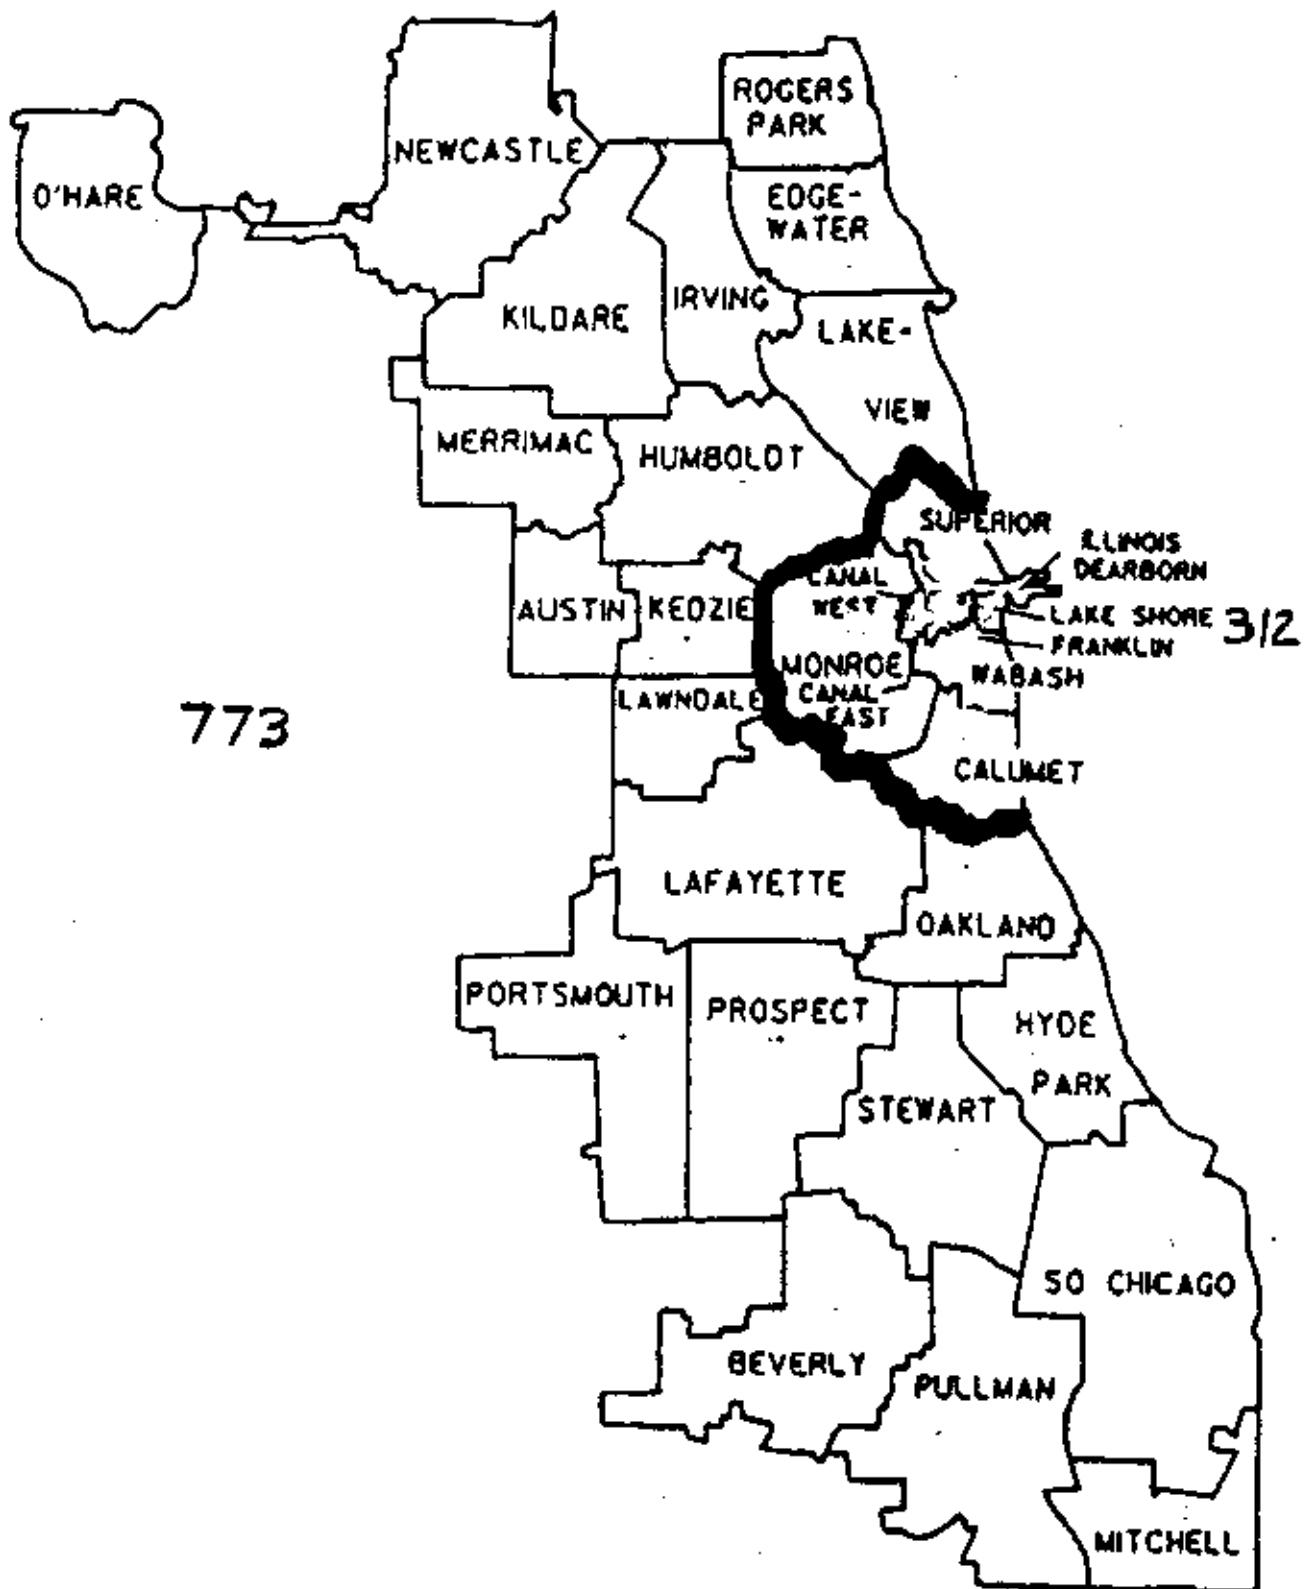 ROGERS
PARK
NEWCASTLE
O'HARE
EDGE-
WATER
IRVING
KILDARE
LAKE-
VIEW
MERRIMAC
HUMBOLDT
SUPERIOR
ILLINOIS
DEARBORN
CANAL
WEST
AUSTIN
KEDZIE
LAKE SHORE
312
FRANKLIN
MONROE
WABASH
LAWNDALE
CANAL
EAST
773
CALUMET
LAFAYETTE
OAKLAND
PORTSMOUTH
PROSPECT
HYDE
PARK
STEWART
SO CHICAGO
BEVERLY
PULLMAN
MITCHELL